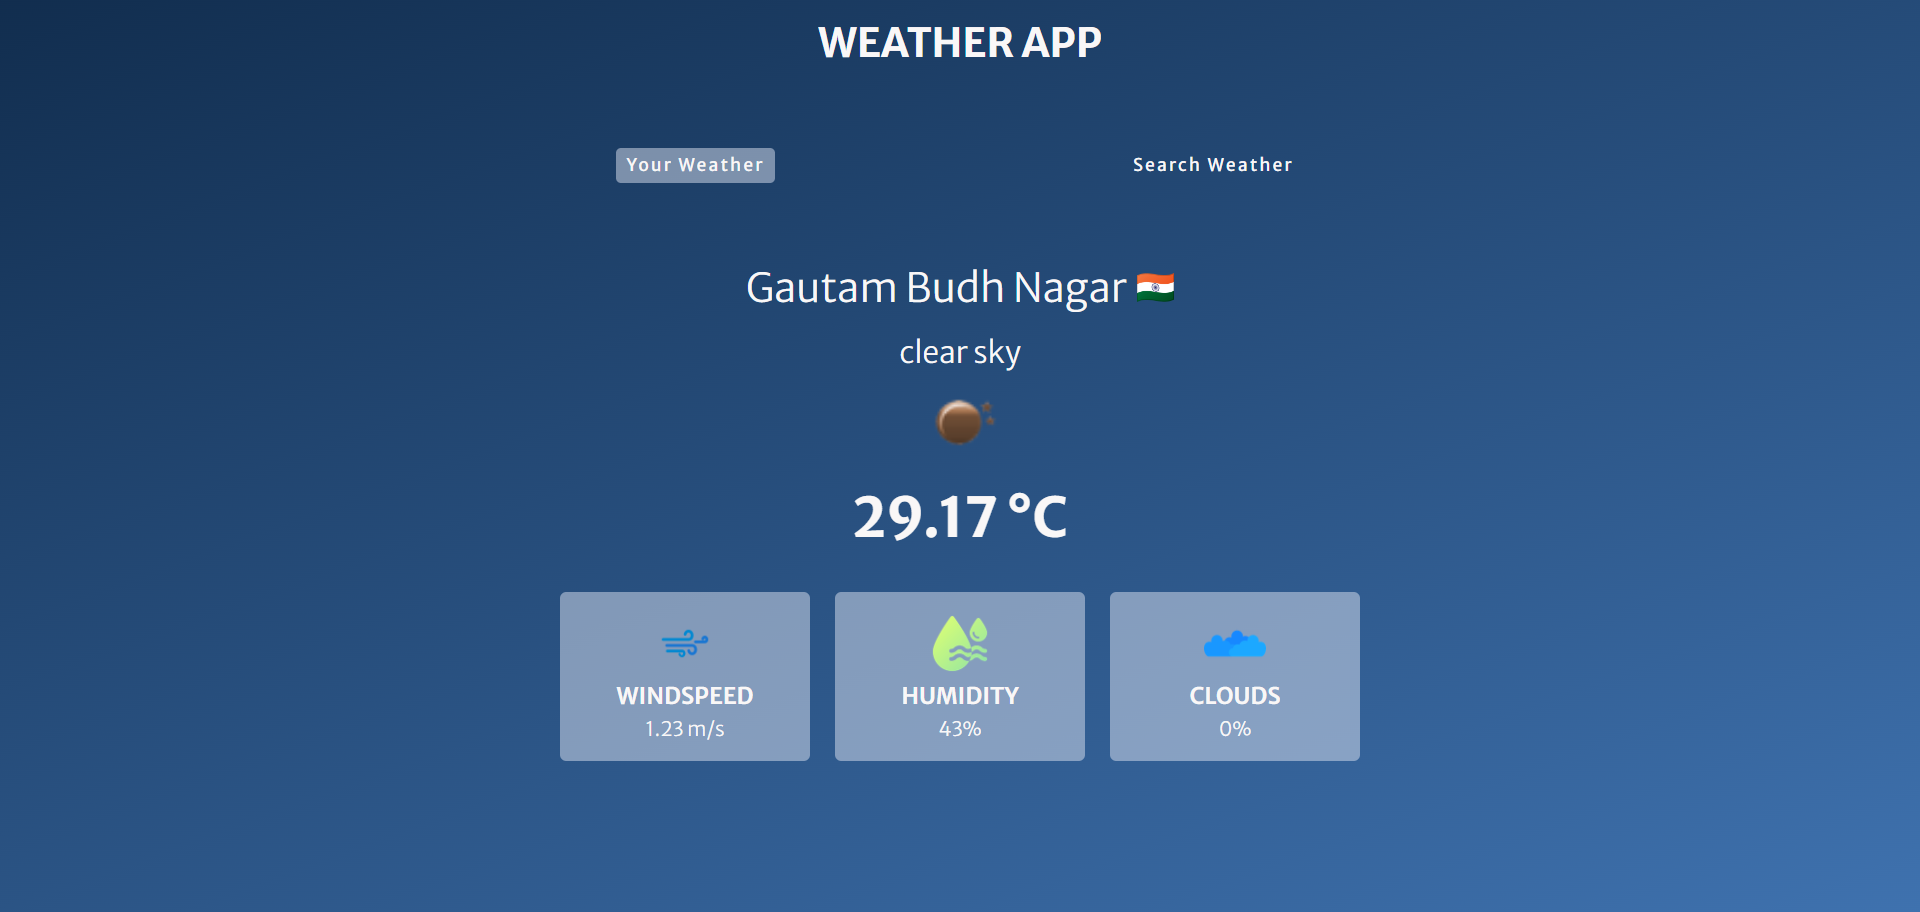 WEATHER APP
Your Weather Search Weather
Gautam Budh Nagar
clear sky
29.17 °C
WINDSPEED HUMIDITY CLOUDS
1.23 m/s 43% 0%